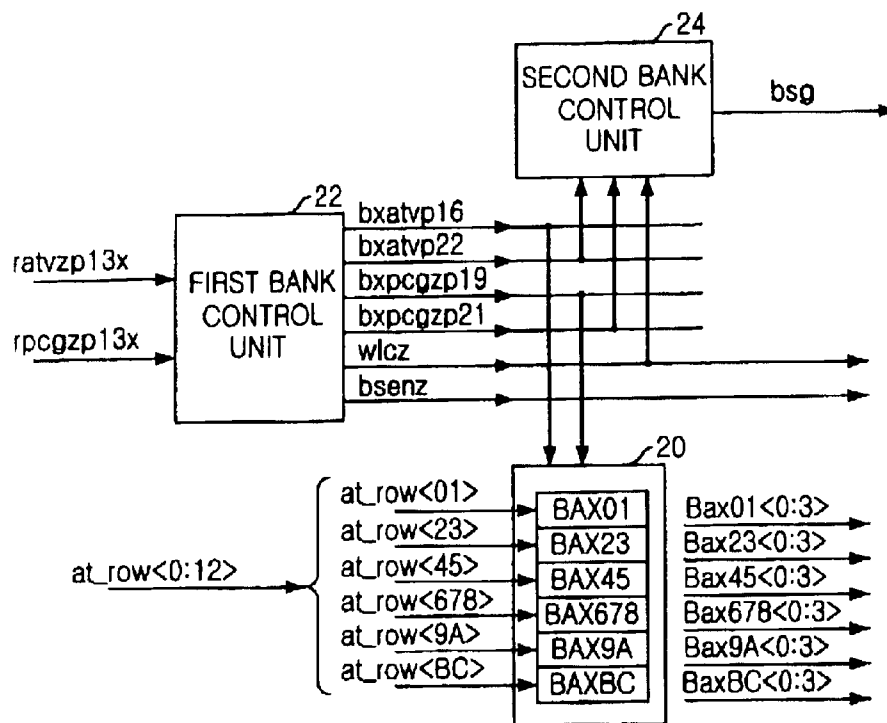 24
SECOND BANK
CONTROL
UNIT
bsg
22
FIRST BANK
CONTROL
UNIT
ratvzp13x
rpcgzp13x
bxatvp16
bxatvp22
bxpcgzp19
bxpcgzp21
wlcz
bsenz
20
at_row<0:12>
at_row<01>
at_row<23>
at_row<45>
at_row<678>
at_row<9A>
at_row<BC>
BAX01
BAX23
BAX45
BAX678
BAX9A
BAXBC
Bax01<0:3>
Bax23<0:3>
Bax45<0:3>
Bax678<0:3>
Bax9A<0:3>
BaxBC<0:3>